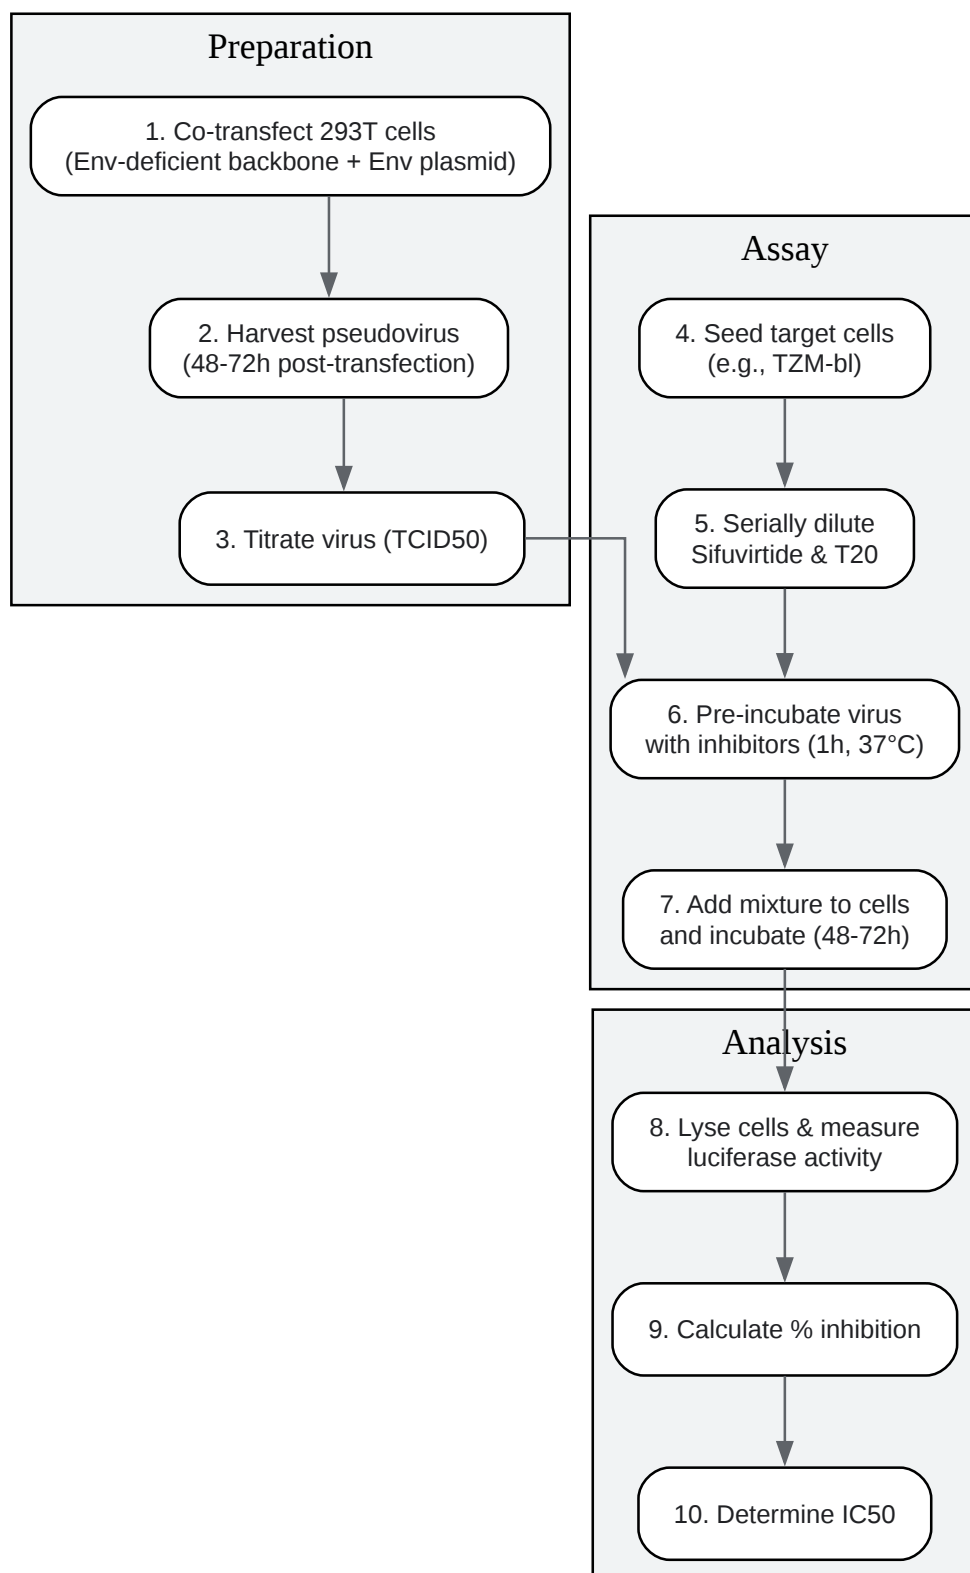 Preparation
1. Co-transfect 293T cells
(Env-deficient backbone + Env plasmid)
2. Harvest pseudovirus
(48-72h post-transfection)
3. Titrate virus (TCID50)
Assay
4. Seed target cells
(e.g., TZM-bl)
5. Serially dilute
Sifuvirtide & T20
6. Pre-incubate virus
with inhibitors (1h, 37°C)
7. Add mixture to cells
and incubate (48-72h)
Analysis
8. Lyse cells & measure
luciferase activity
9. Calculate % inhibition
10. Determine IC50